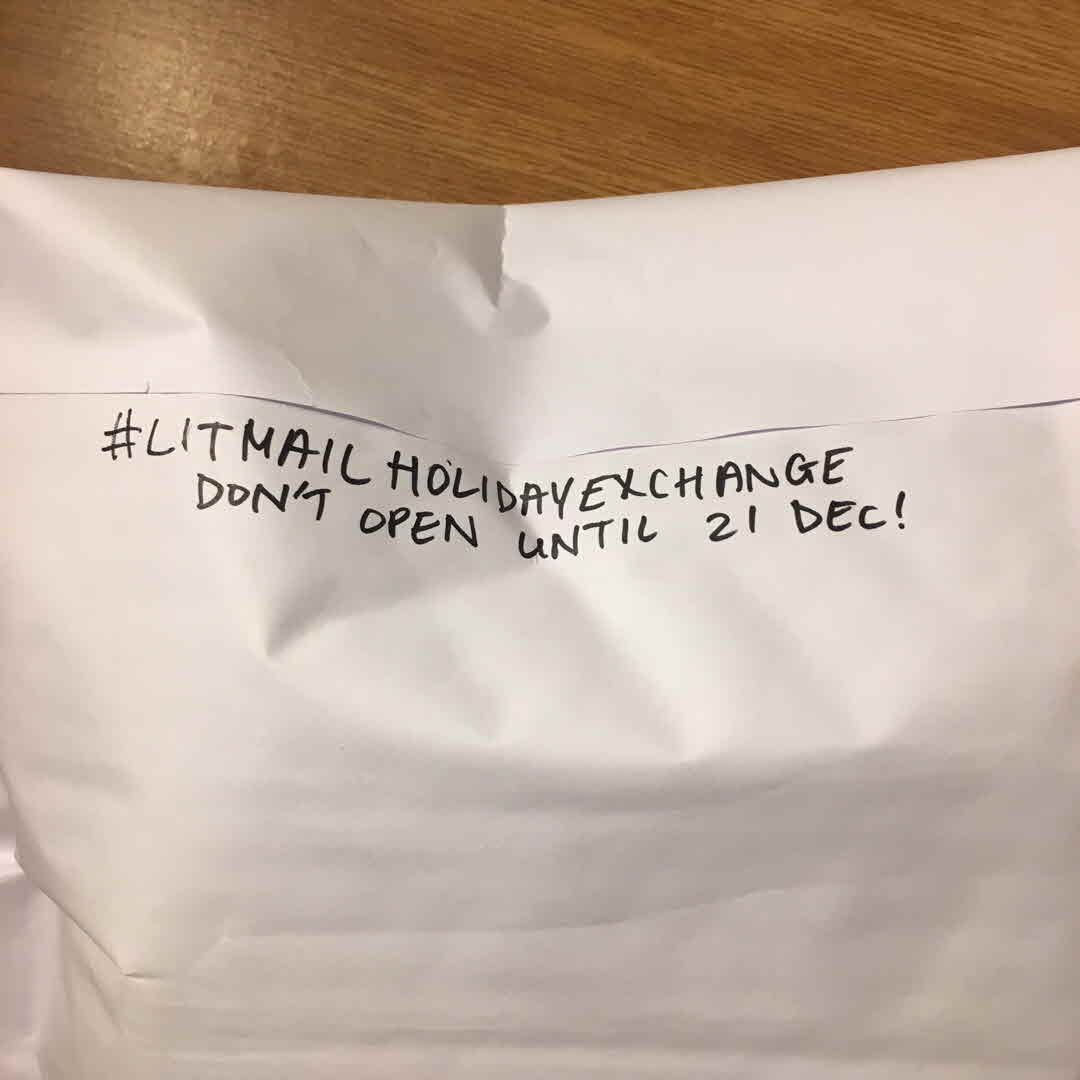 #LITMAILHOLIDAYEXCHANGE
DON'T OPEN UNTIL 21 DEC!